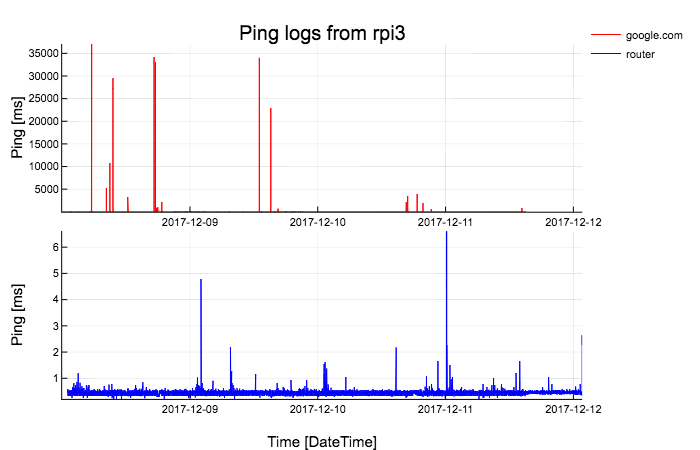 Ping logs from rpi3
google.com
router
Ping [ms]
35000
30000
25000
20000
15000
10000
5000
2017-12-09 2017-12-10 2017-12-11 2017-12-12
Ping [ms]
6
5
4
3
2
1
2017-12-09 2017-12-10 2017-12-11 2017-12-12
Time [DateTime]